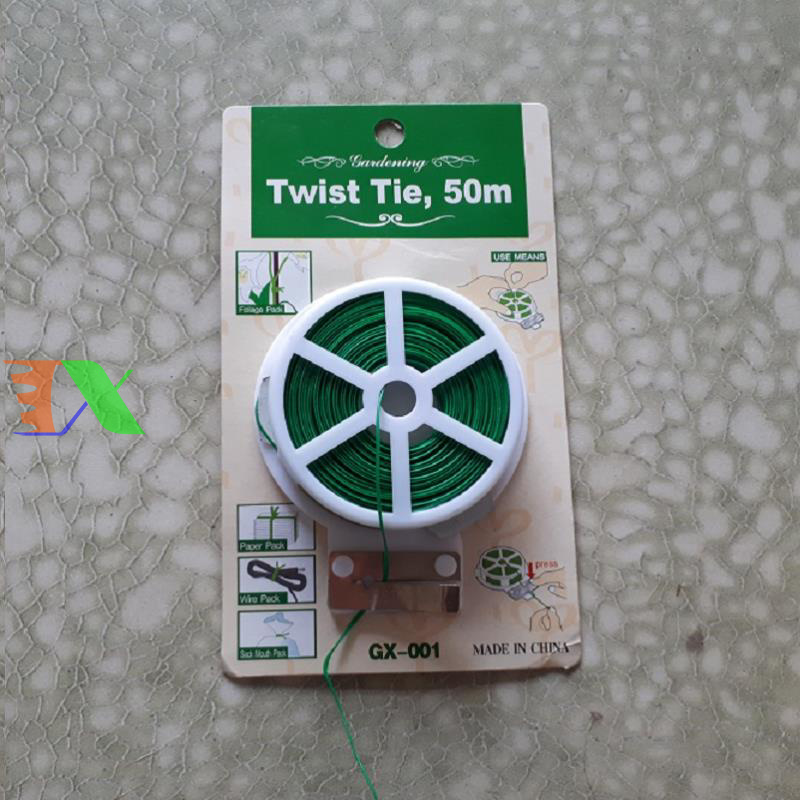 Gardening
Twist Tie, 50m
USE MEANS
Foliage Pack
Paper Pack
press
Wire Pack
Sack Mouth Pack
GX-001
MADE IN CHINA
TX